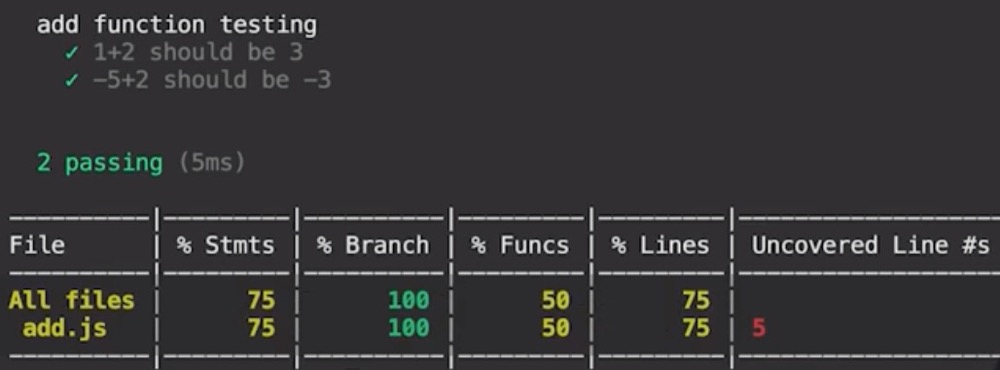 add function testing
✓ 1+2 should be 3
✓ −5+2 should be −3
2 passing (5ms)
File | % Stmts | % Branch | % Funcs | % Lines | Uncovered Line #s
All files | 75 | 100 | 50 | 75 |
add.js | 75 | 100 | 50 | 75 | 5